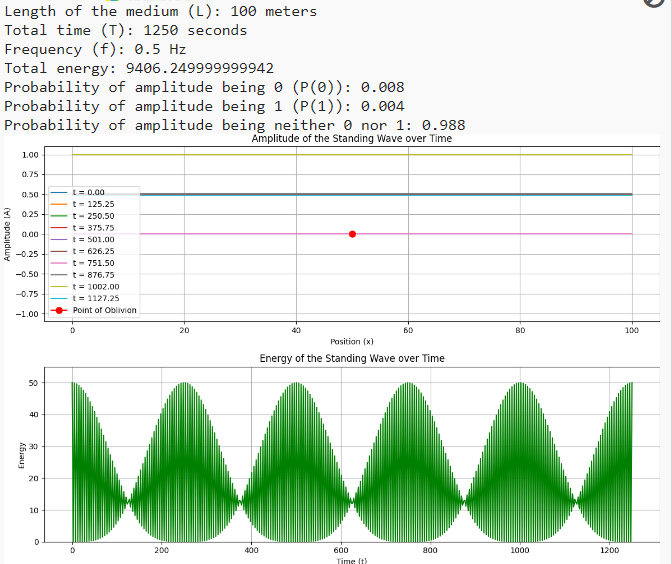 Length of the medium (L): 100 meters
Total time (T): 1250 seconds
Frequency (f): 0.5 Hz
Total energy: 9406.249999999942
Probability of amplitude being 0 (P(0)): 0.008
Probability of amplitude being 1 (P(1)): 0.004
Probability of amplitude being neither 0 nor 1: 0.988
Amplitude of the Standing Wave over Time
Amplitude (A)
1.00
0.75
0.50
0.25
0.00
−0.25
−0.50
−0.75
−1.00
t = 0.00
t = 125.25
t = 250.50
t = 375.75
t = 501.00
t = 626.25
t = 751.50
t = 876.75
t = 1002.00
t = 1127.25
Point of Oblivion
0 20 40 60 80 100
Position (x)
Energy of the Standing Wave over Time
Energy
50
40
30
20
10
0
0 200 400 600 800 1000 1200
Time (t)